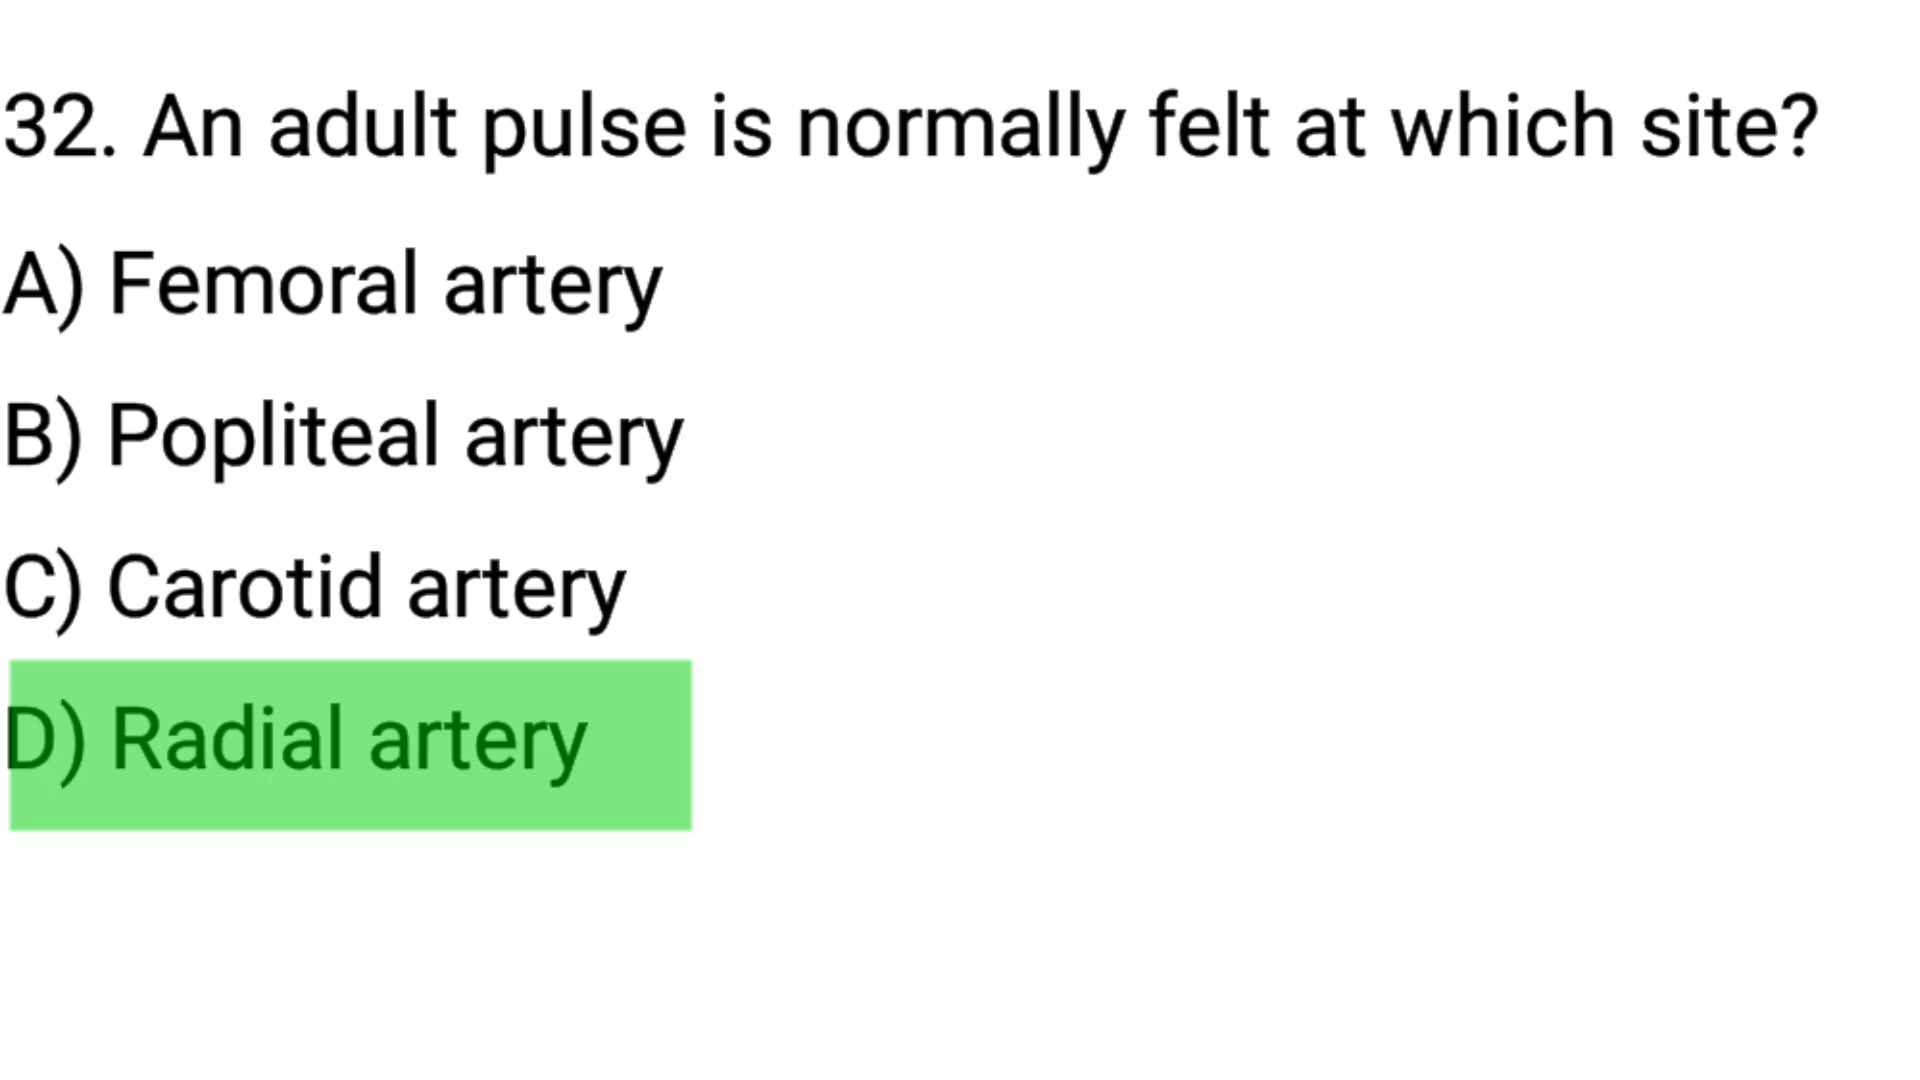 32. An adult pulse is normally felt at which site?
A) Femoral artery
B) Popliteal artery
C) Carotid artery
D) Radial artery